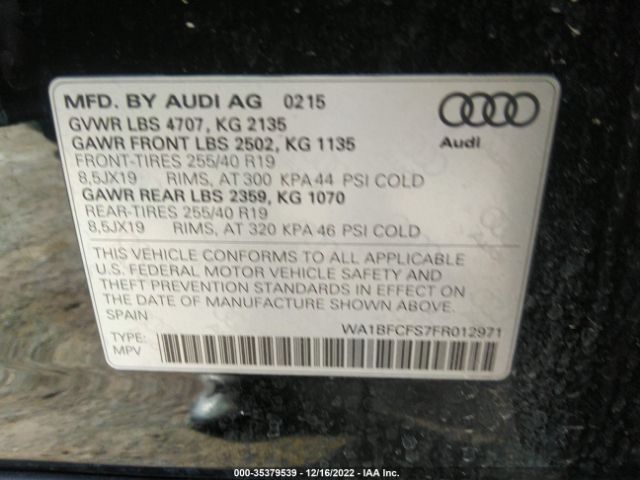 MFD. BY AUDI AG 0215
GVWR LBS 4707, KG 2135
GAWR FRONT LBS 2502, KG 1135
FRONT-TIRES 255/40 R19
8,5JX19 RIMS, AT 300 KPA 44 PSI COLD
GAWR REAR LBS 2359, KG 1070
REAR-TIRES 255/40 R19
8,5JX19 RIMS, AT 320 KPA 46 PSI COLD
Audi
THIS VEHICLE CONFORMS TO ALL APPLICABLE
U.S. FEDERAL MOTOR VEHICLE SAFETY AND
THEFT PREVENTION STANDARDS IN EFFECT ON
THE DATE OF MANUFACTURE SHOWN ABOVE.
SPAIN
WA1BFCFS7FR012971
TYPE:
MPV
000-35379539 - 12/16/2022 - IAA Inc.